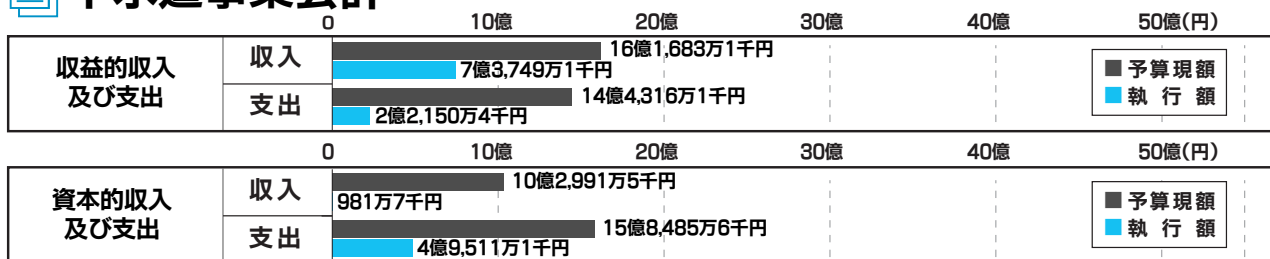 下水道事業会計
0 10億 20億 30億 40億 50億(円)
収益的収入
及び支出
収入
16億1,683万1千円
7億3,749万1千円
支出
14億4,316万1千円
2億2,150万4千円
予算現額
執行額
0 10億 20億 30億 40億 50億(円)
資本的収入
及び支出
収入
10億2,991万5千円
981万7千円
支出
15億8,485万6千円
4億9,511万1千円
予算現額
執行額